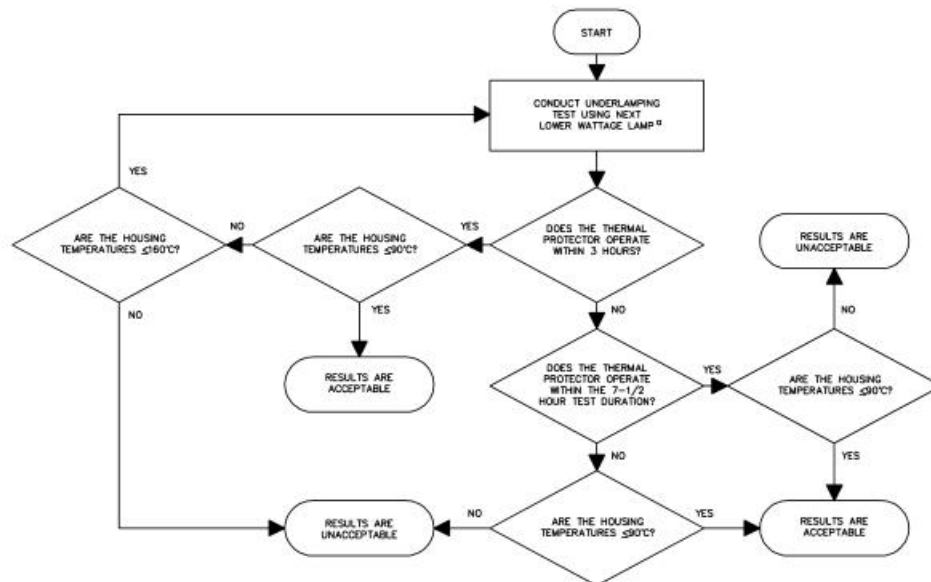 START
CONDUCT UNDERLAMPING
TEST USING NEXT
LOWER WATTAGE LAMP ᵃ
YES
ARE THE HOUSING
TEMPERATURES ≤160°C?
NO
ARE THE HOUSING
TEMPERATURES ≤90°C?
YES
DOES THE THERMAL
PROTECTOR OPERATE
WITHIN 3 HOURS?
RESULTS ARE
UNACCEPTABLE
NO
YES
NO
NO
RESULTS ARE
ACCEPTABLE
DOES THE THERMAL
PROTECTOR OPERATE
WITHIN THE 7-1/2
HOUR TEST DURATION?
YES
ARE THE HOUSING
TEMPERATURES ≤90°C?
NO
YES
RESULTS ARE
UNACCEPTABLE
NO
ARE THE HOUSING
TEMPERATURES ≤90°C?
YES
RESULTS ARE
ACCEPTABLE